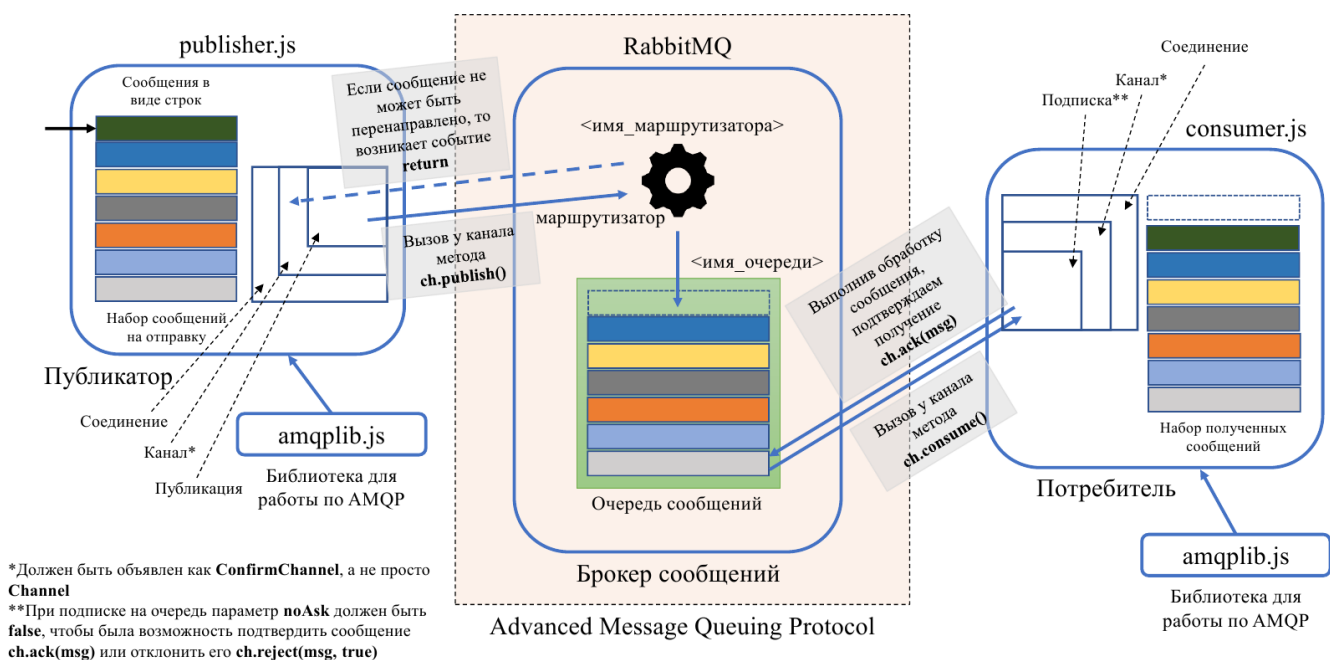 publisher.js
Сообщения в
виде строк
Набор сообщений
на отправку
Публикатор
Соединение
Канал*
Публикация
amqplib.js
Библиотека для
работы по AMQP
Если сообщение не
может быть
перенаправлено, то
возникает событие
return
Вызов у канала
метода
ch.publish()
RabbitMQ
<имя_маршрутизатора>
маршрутизатор
<имя_очереди>
Очередь сообщений
Брокер сообщений
Advanced Message Queuing Protocol
Выполнив обработку
сообщения,
подтверждаем
получение
ch.ack(msg)
Вызов у канала
метода
ch.consume()
Соединение
Канал*
Подписка**
consumer.js
Набор полученных
сообщений
Потребитель
amqplib.js
Библиотека для
работы по AMQP
*Должен быть объявлен как ConfirmChannel, а не просто
Channel
**При подписке на очередь параметр noAsk должен быть
false, чтобы была возможность подтвердить сообщение
ch.ack(msg) или отклонить его ch.reject(msg, true)